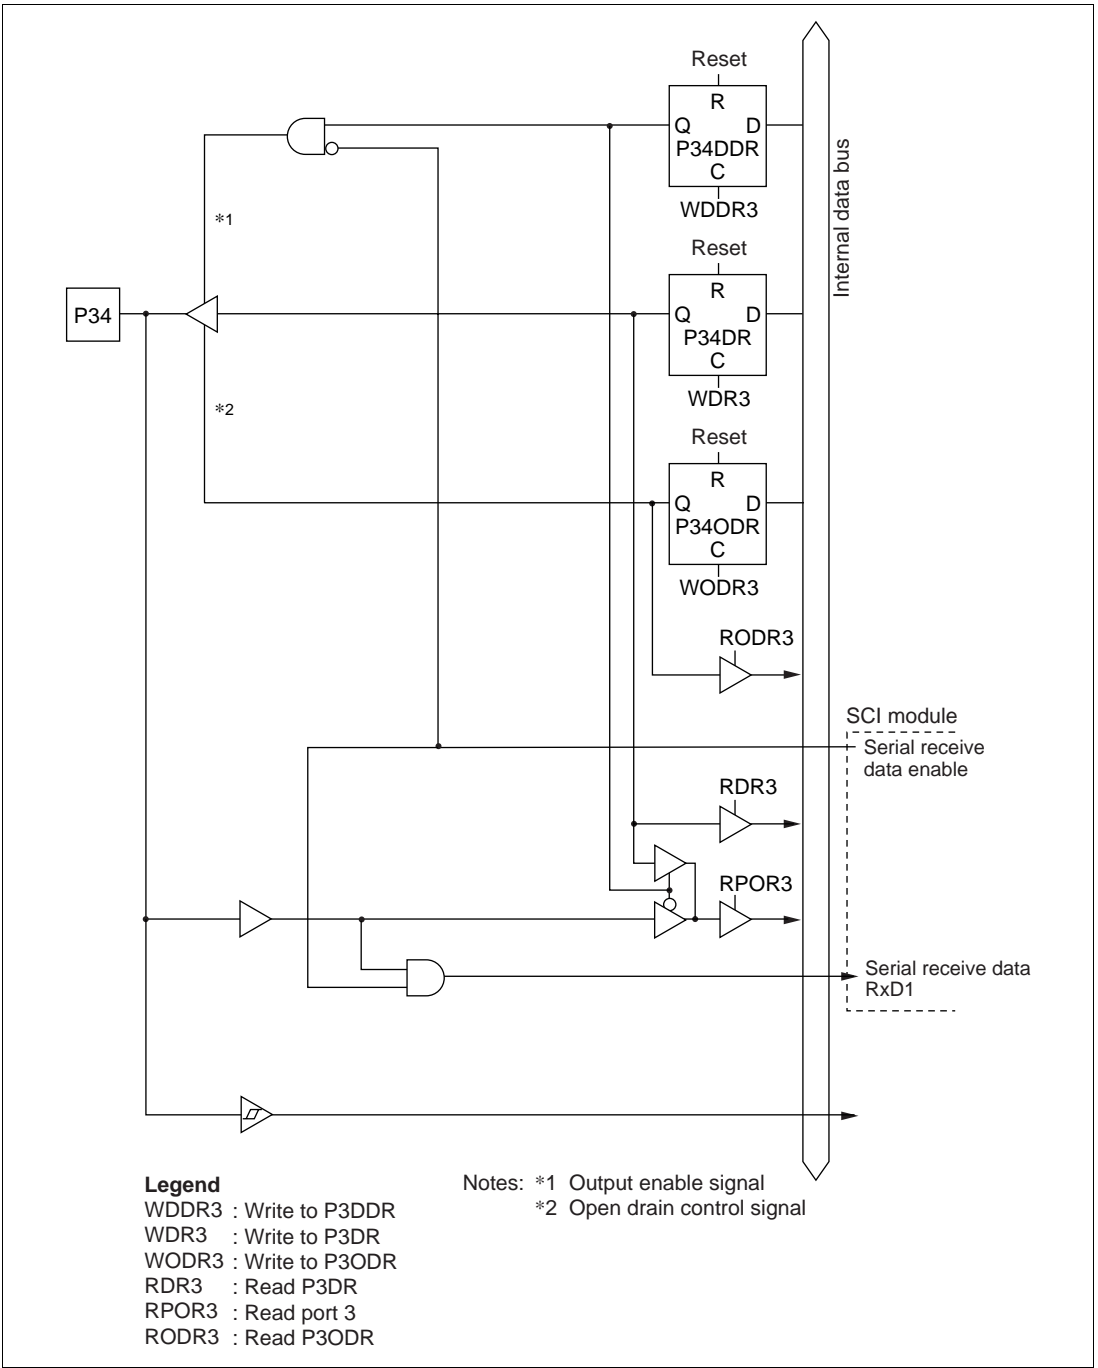 Reset
R
Q D
P34DDR
C
WDDR3
Internal data bus
*1
Reset
R
P34
Q D
P34DR
C
WDR3
*2
Reset
R
Q D
P34ODR
C
WODR3
RODR3
SCI module
Serial receive
data enable
RDR3
RPOR3
Serial receive data
RxD1
Legend
WDDR3 : Write to P3DDR
WDR3 : Write to P3DR
WODR3 : Write to P3ODR
RDR3 : Read P3DR
RPOR3 : Read port 3
RODR3 : Read P3ODR
Notes: *1 Output enable signal
*2 Open drain control signal